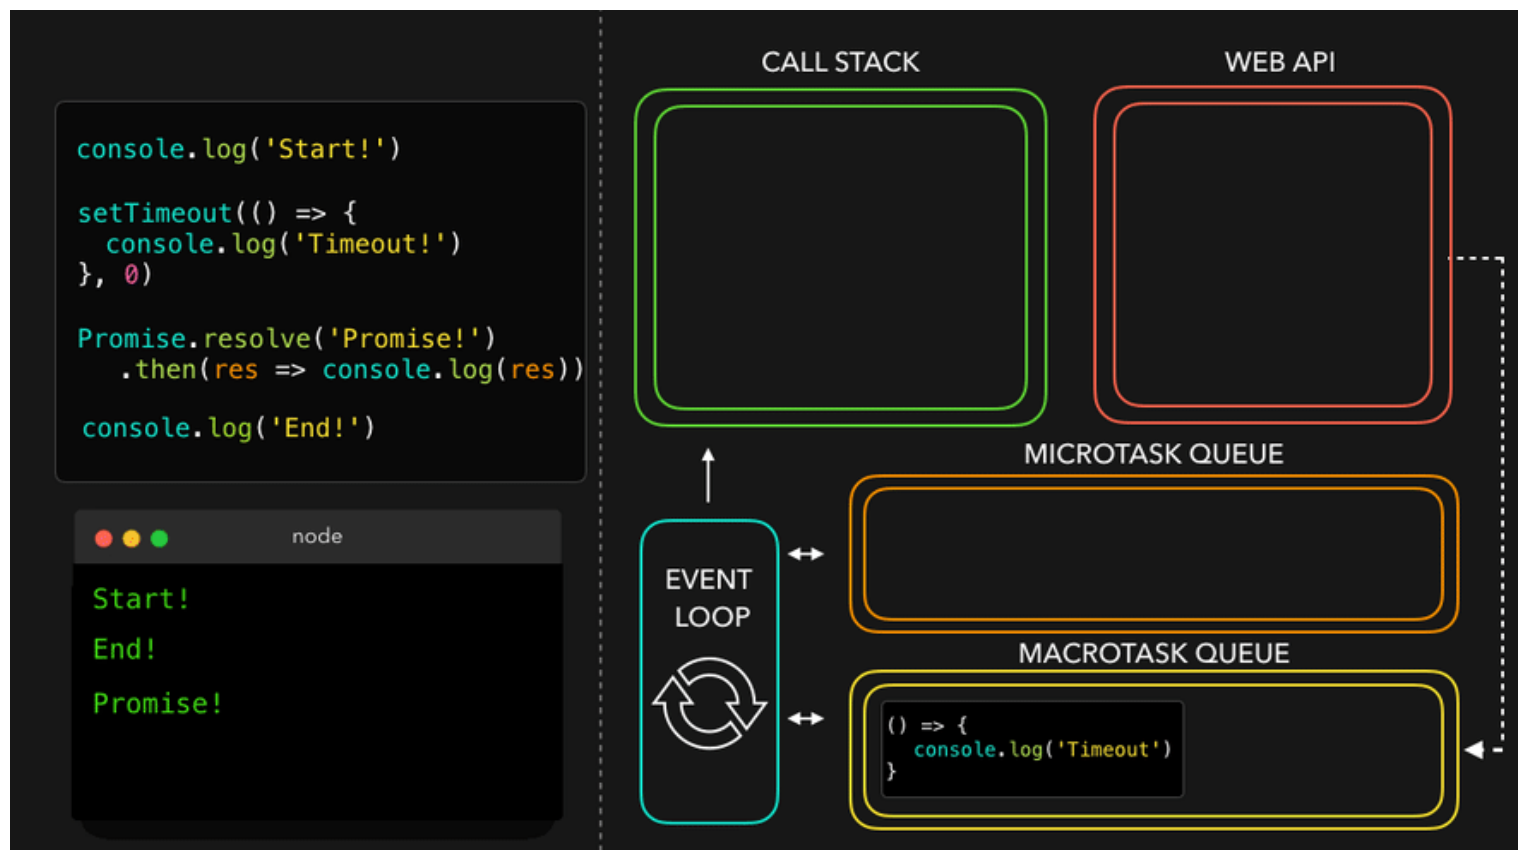 console.log('Start!')
setTimeout(() => {
  console.log('Timeout!')
}, 0)
Promise.resolve('Promise!')
   .then(res => console.log(res))
console.log('End!')
node
Start!
End!
Promise!
CALL STACK
WEB API
MICROTASK QUEUE
EVENT
LOOP
MACROTASK QUEUE
() => {
  console.log('Timeout')
}